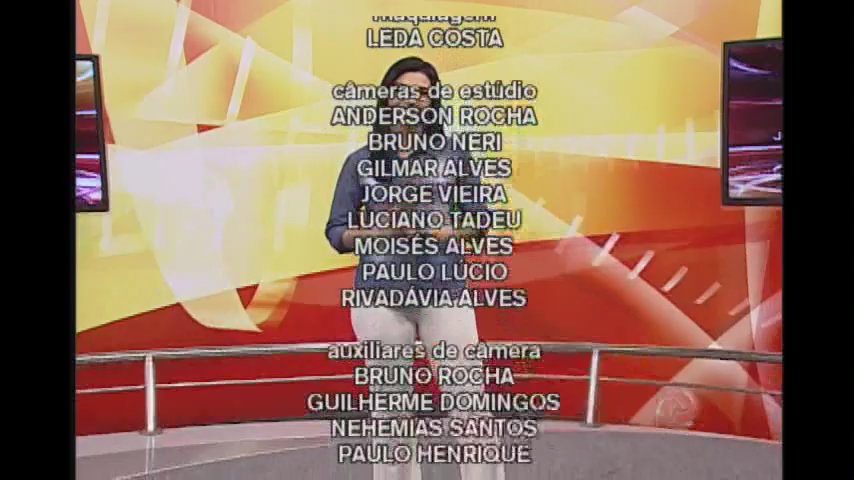 maquiagem
LEDA COSTA
câmeras de estúdio
ANDERSON ROCHA
BRUNO NERI
GILMAR ALVES
JORGE VIEIRA
LUCIANO TADEU
MOISÉS ALVES
PAULO LÚCIO
RIVADÁVIA ALVES
auxiliares de câmera
BRUNO ROCHA
GUILHERME DOMINGOS
NEHEMIAS SANTOS
PAULO HENRIQUE